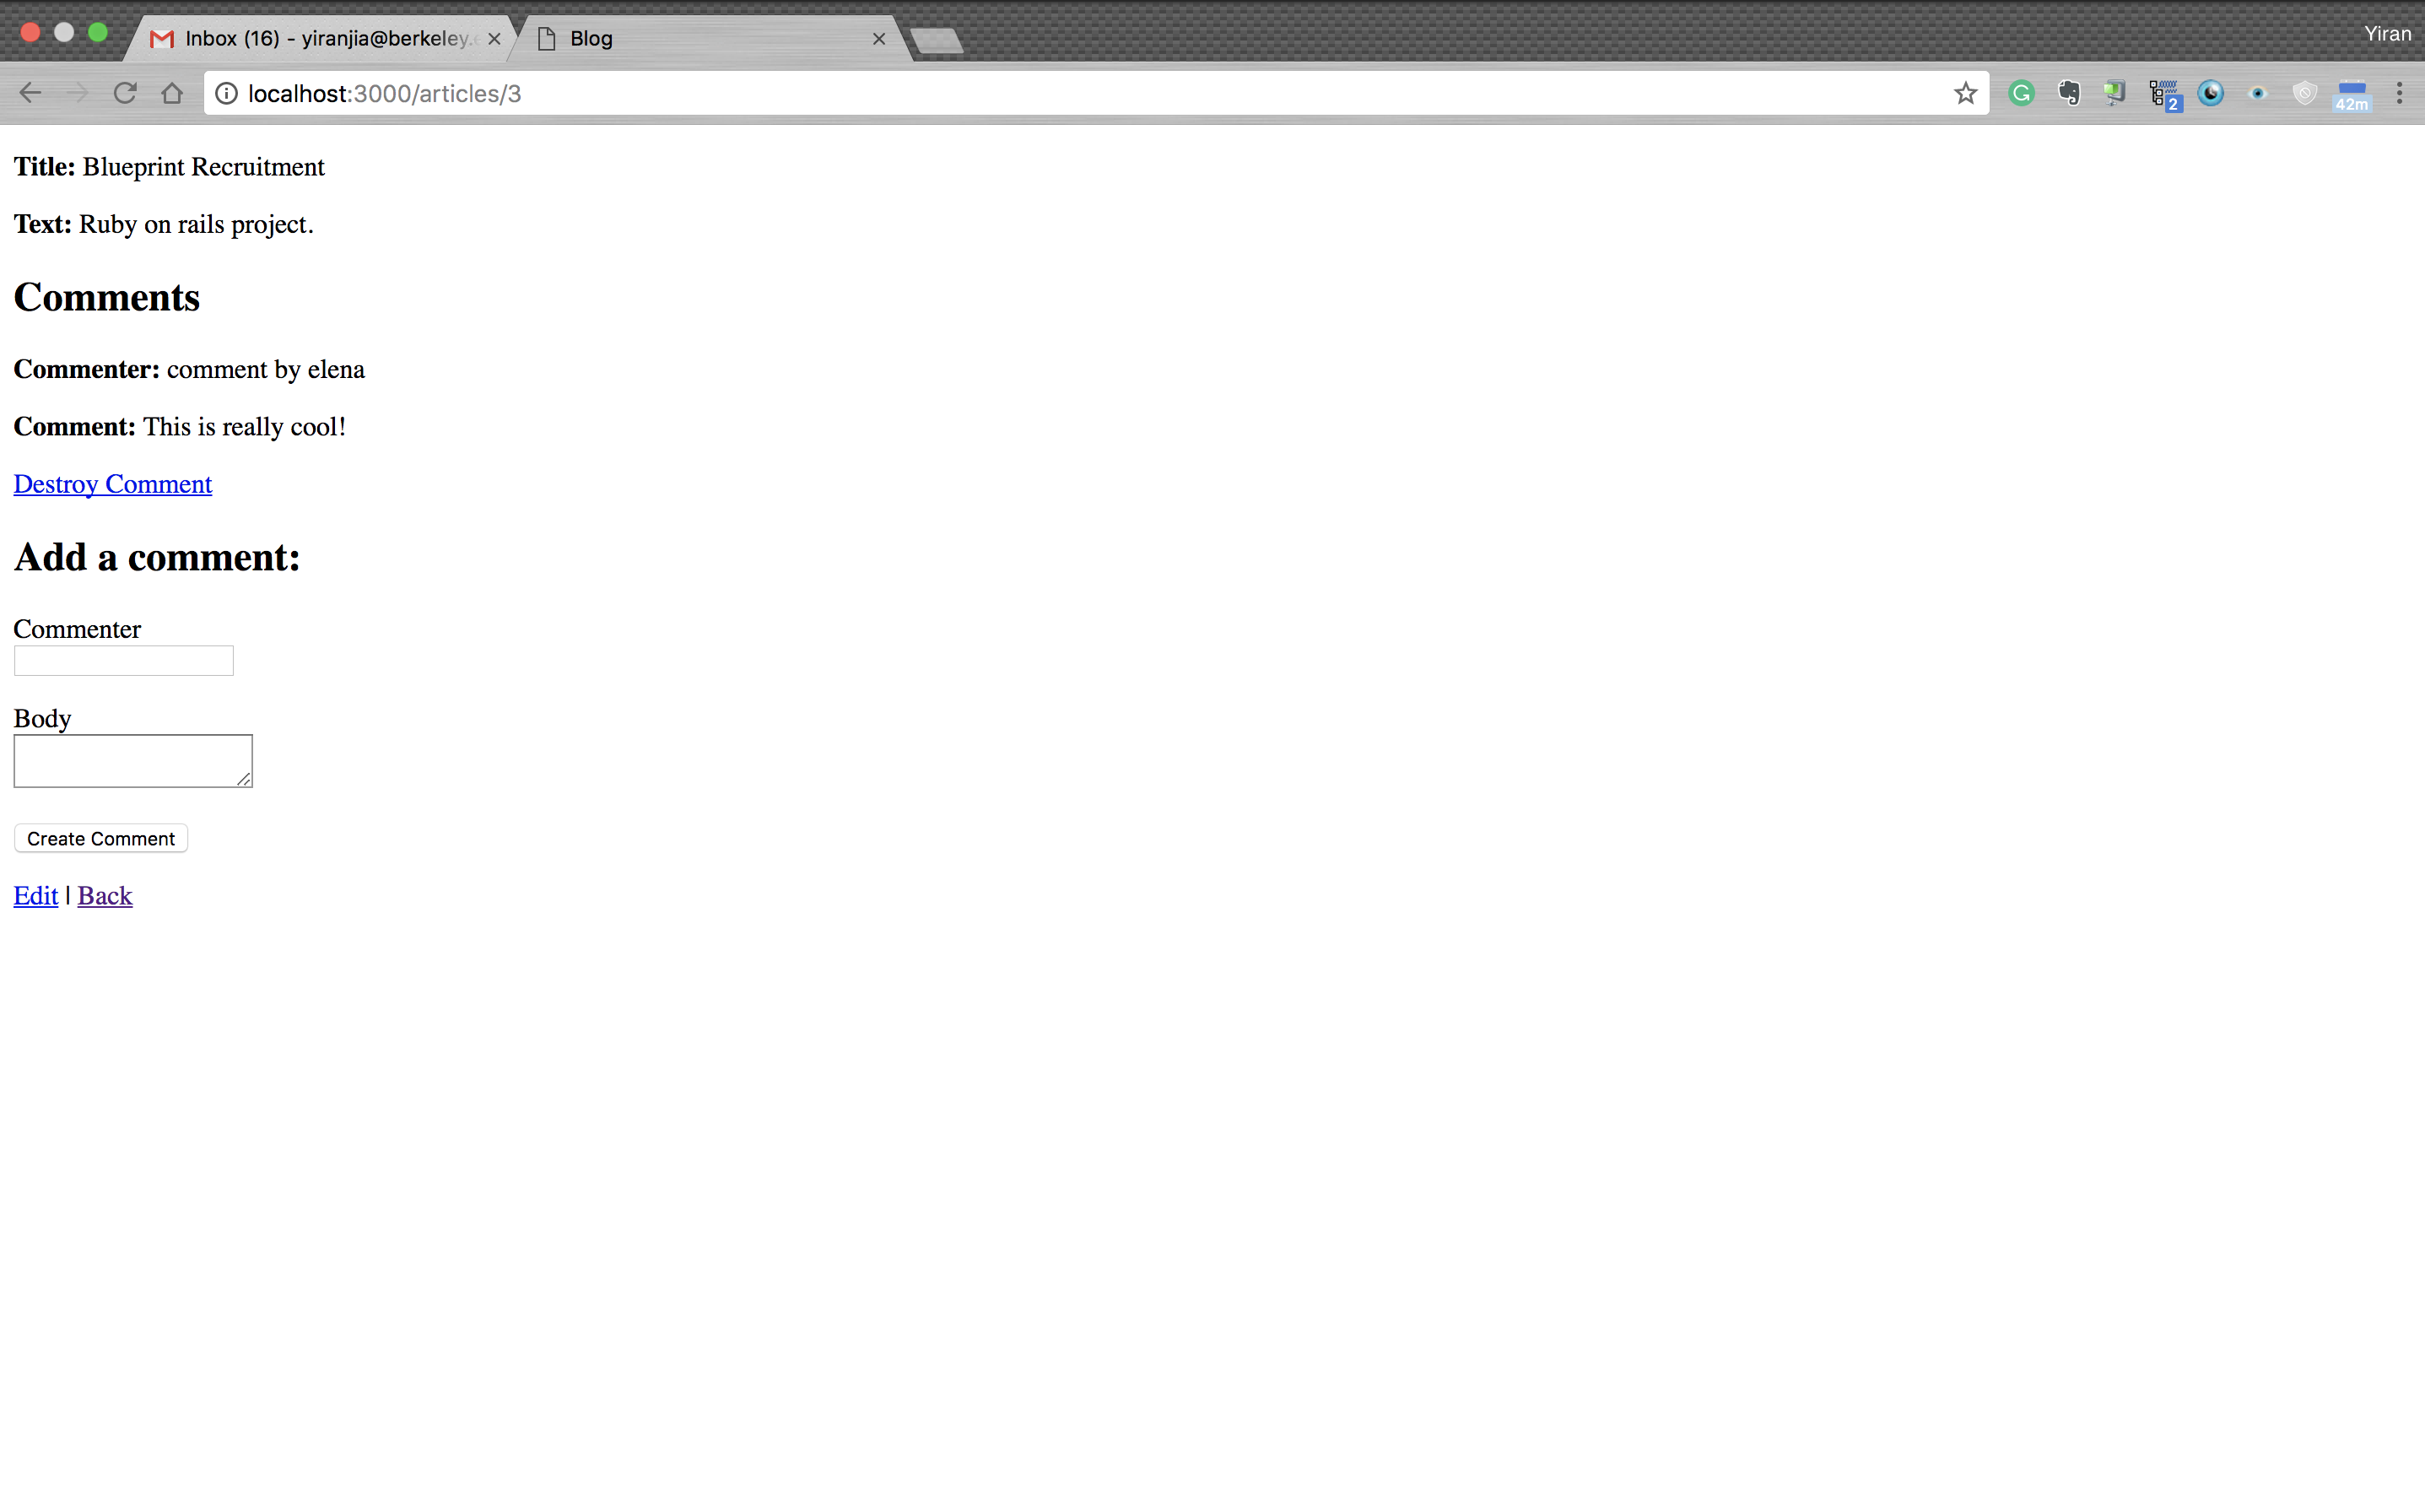 Inbox (16) - yiranjia@berkeley.
Blog
Yiran
localhost:3000/articles/3
2
42m
Title: Blueprint Recruitment
Text: Ruby on rails project.
Comments
Commenter: comment by elena
Comment: This is really cool!
Destroy Comment
Add a comment:
Commenter
Body
Create Comment
Edit | Back